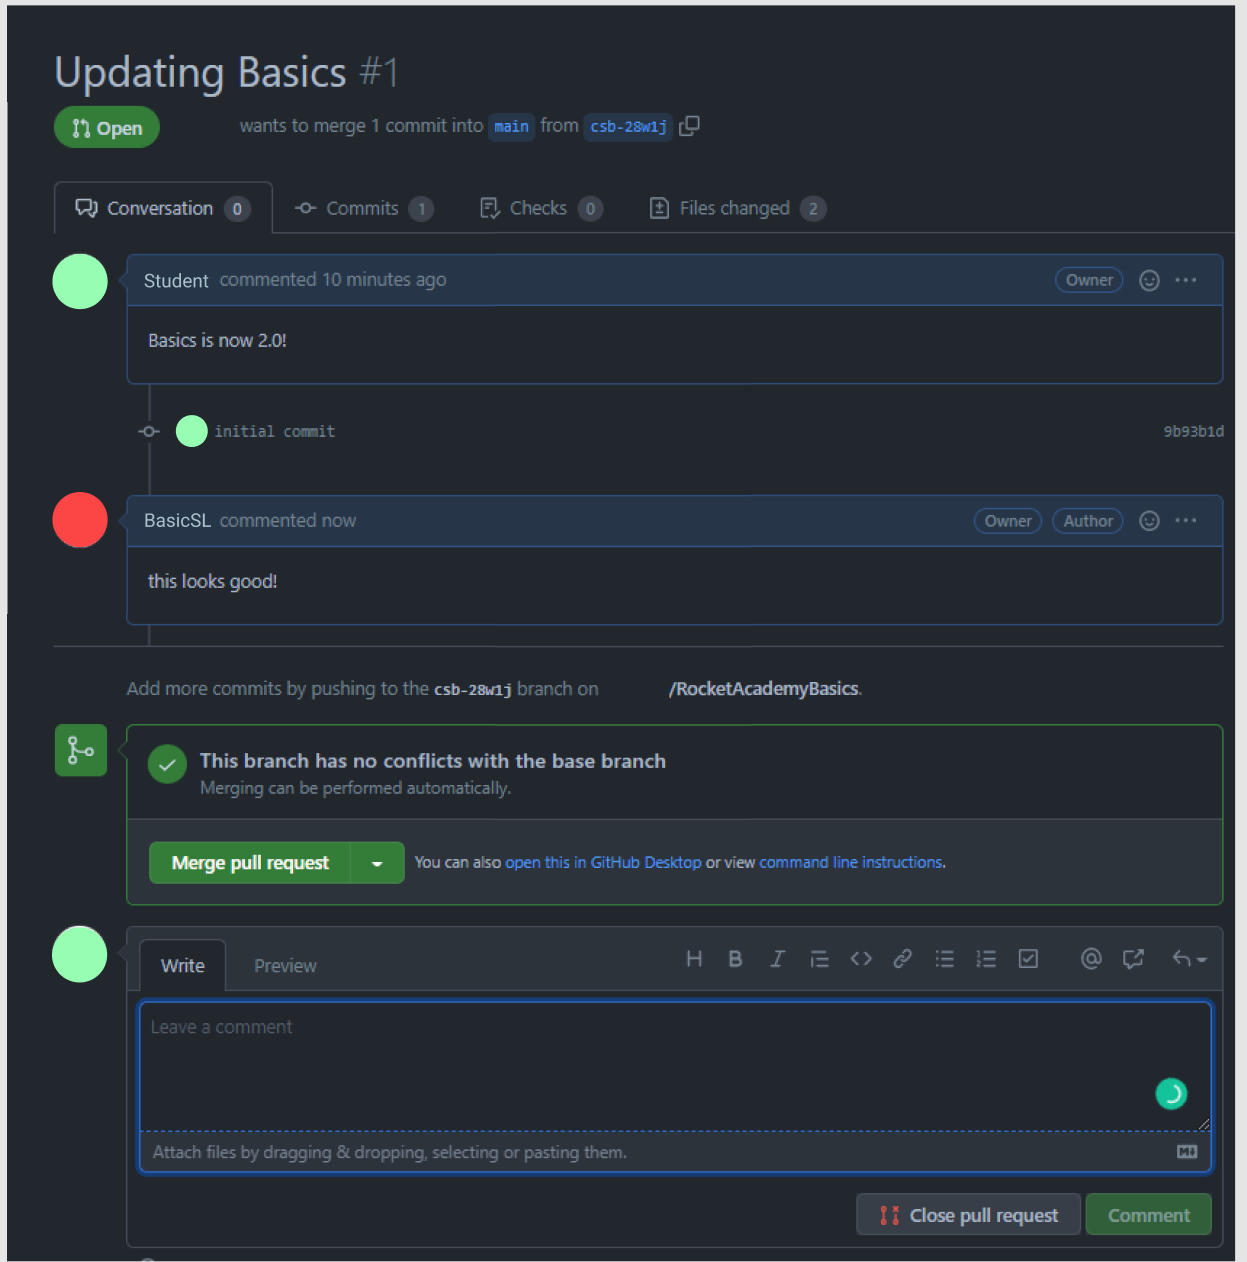 Updating Basics #1
Open
wants to merge 1 commit into main from csb-28w1j
Conversation 0
Commits 1
Checks 0
Files changed 2
Student commented 10 minutes ago
Owner
Basics is now 2.0!
initial commit
9b93b1d
BasicSL commented now
Owner
Author
this looks good!
Add more commits by pushing to the csb-28w1j branch on /RocketAcademyBasics.
This branch has no conflicts with the base branch
Merging can be performed automatically.
Merge pull request
You can also open this in GitHub Desktop or view command line instructions.
Write
Preview
Leave a comment
Attach files by dragging & dropping, selecting or pasting them.
Close pull request
Comment